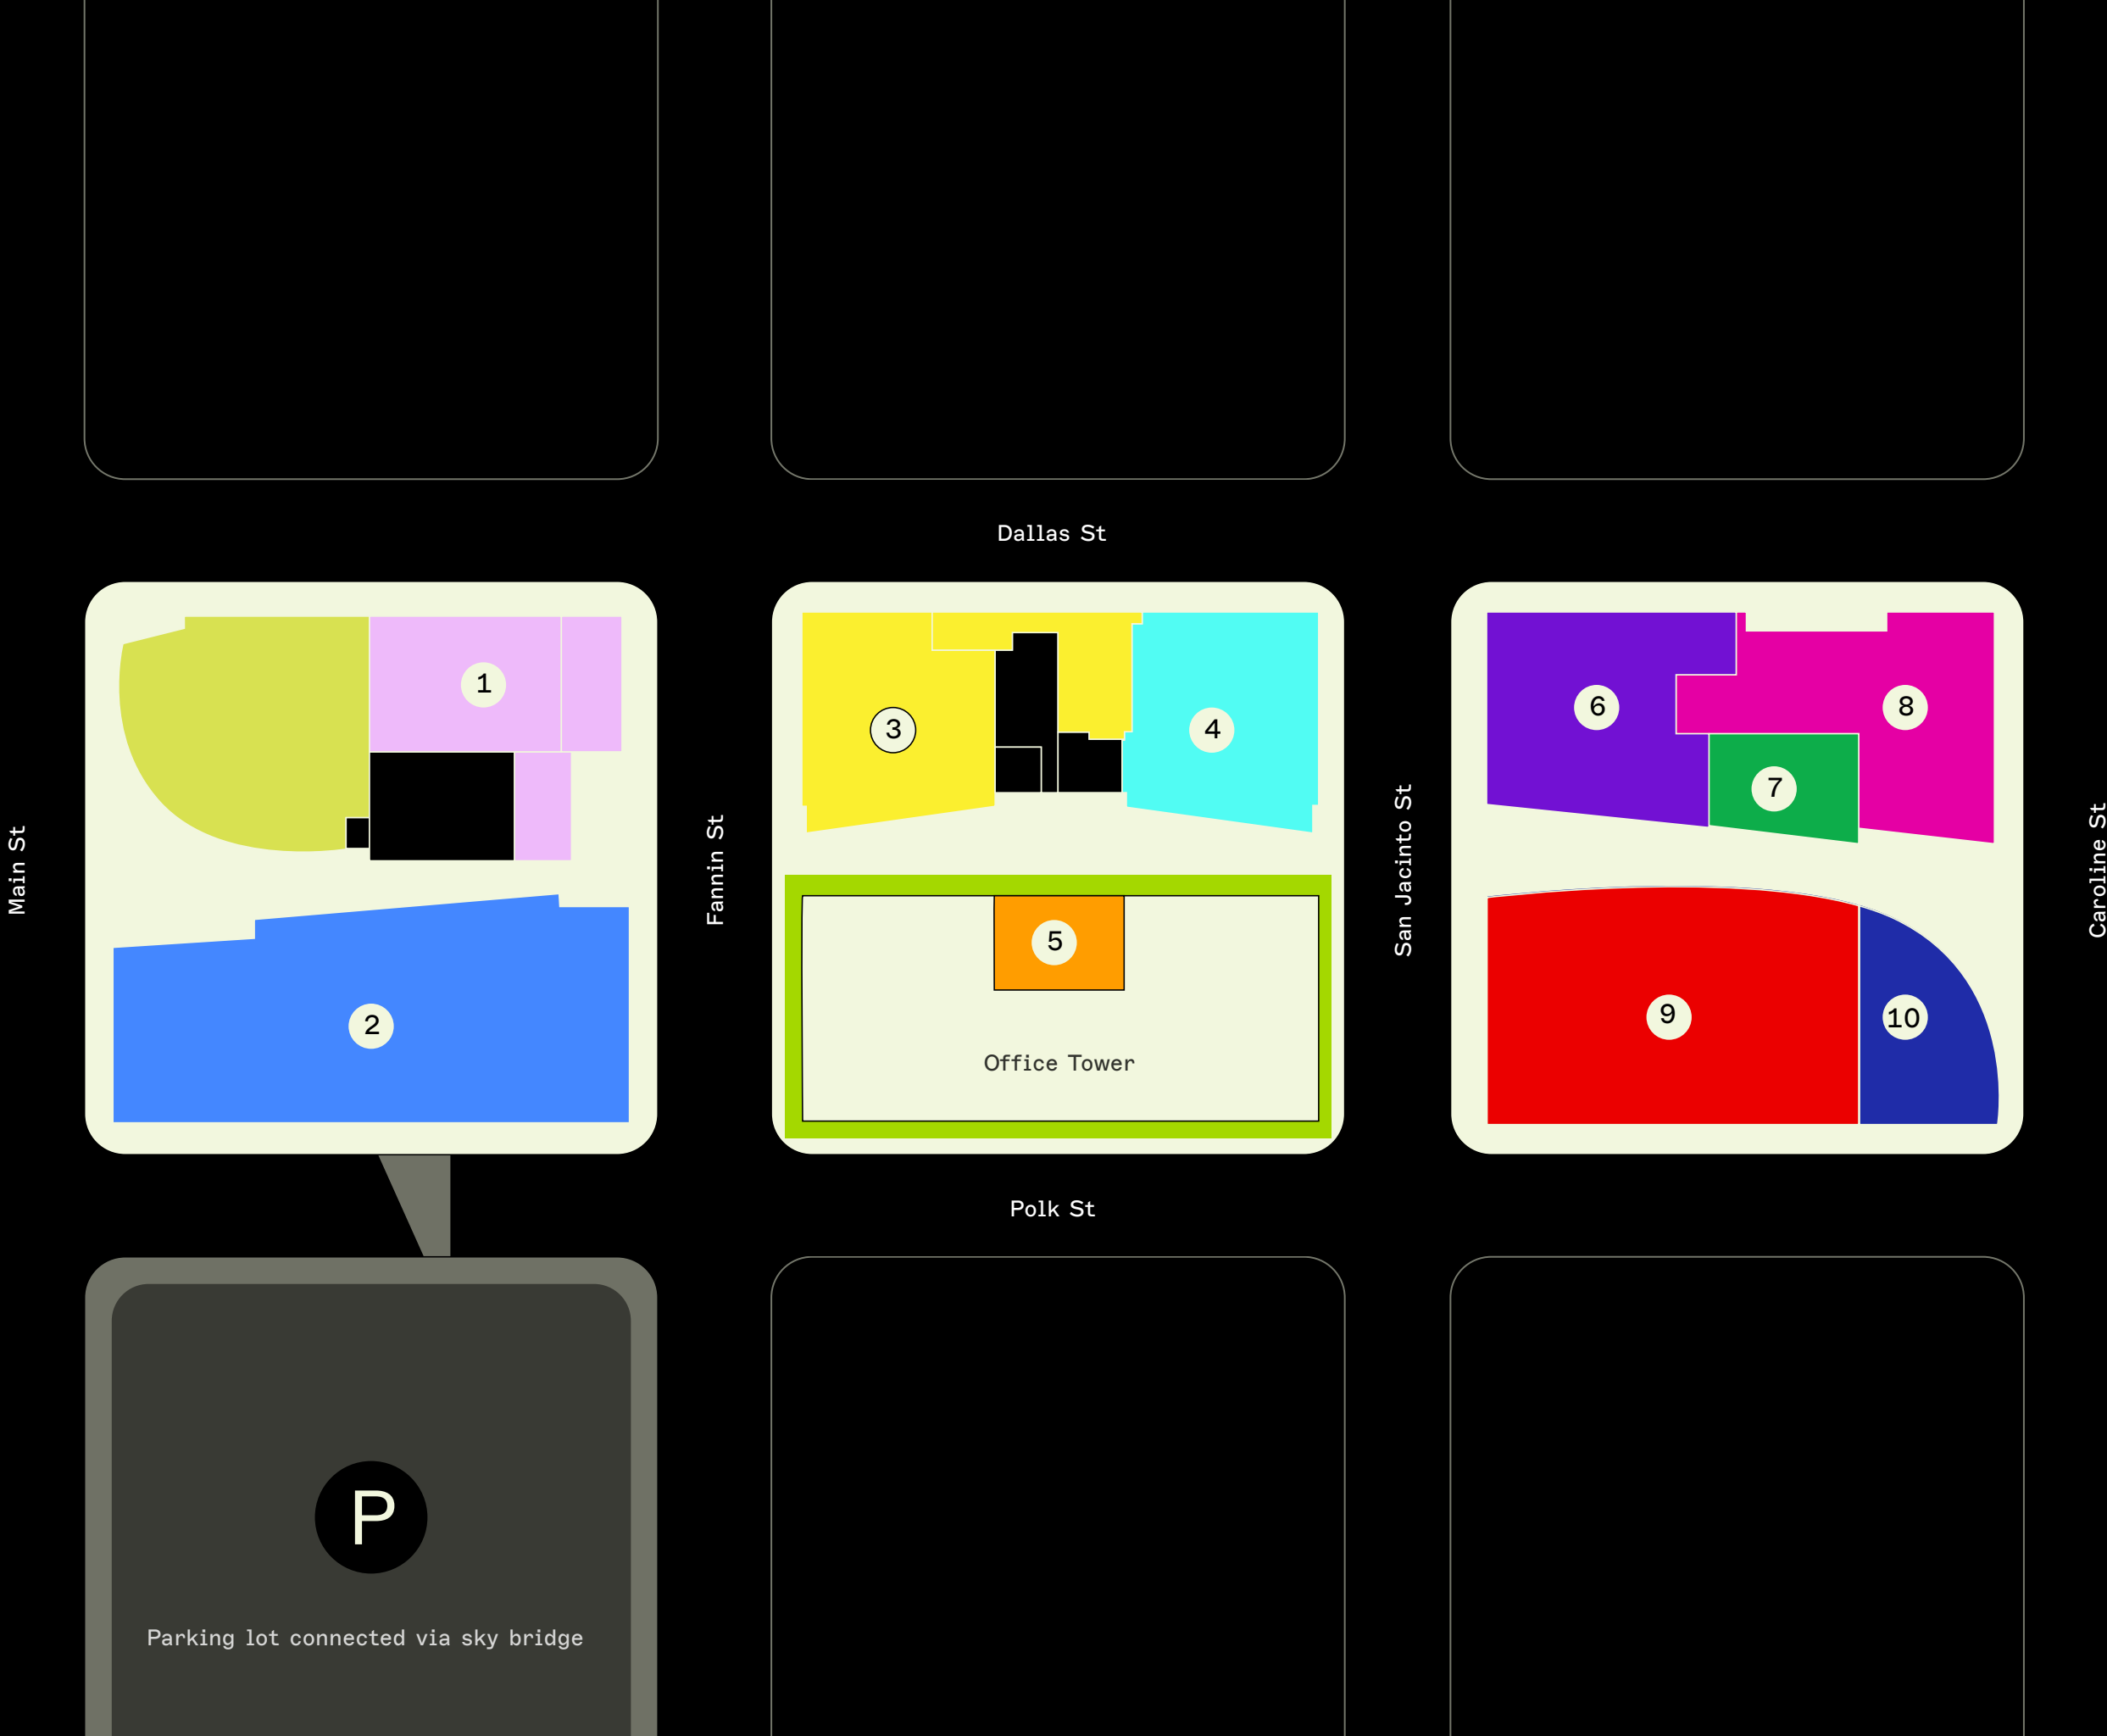 Dallas St
1
3
4
6
8
7
Main St
Fannin St
San Jacinto St
Caroline St
5
2
9
10
Office Tower
Polk St
P
Parking lot connected via sky bridge